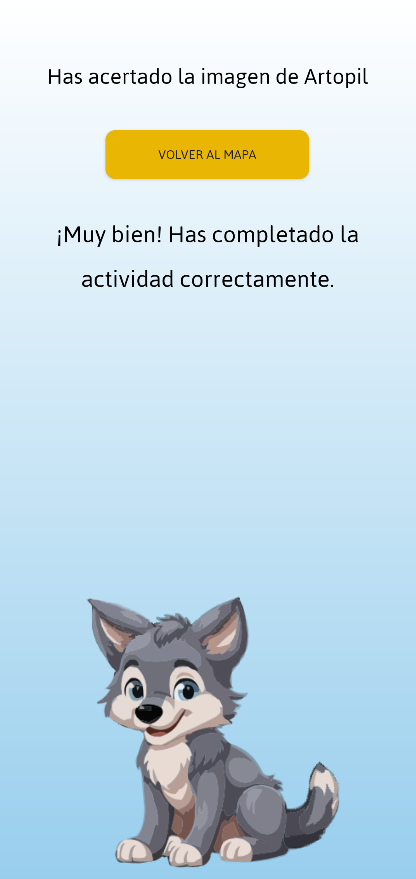 Has acertado la imagen de Artopil
VOLVER AL MAPA
¡Muy bien! Has completado la
actividad correctamente.